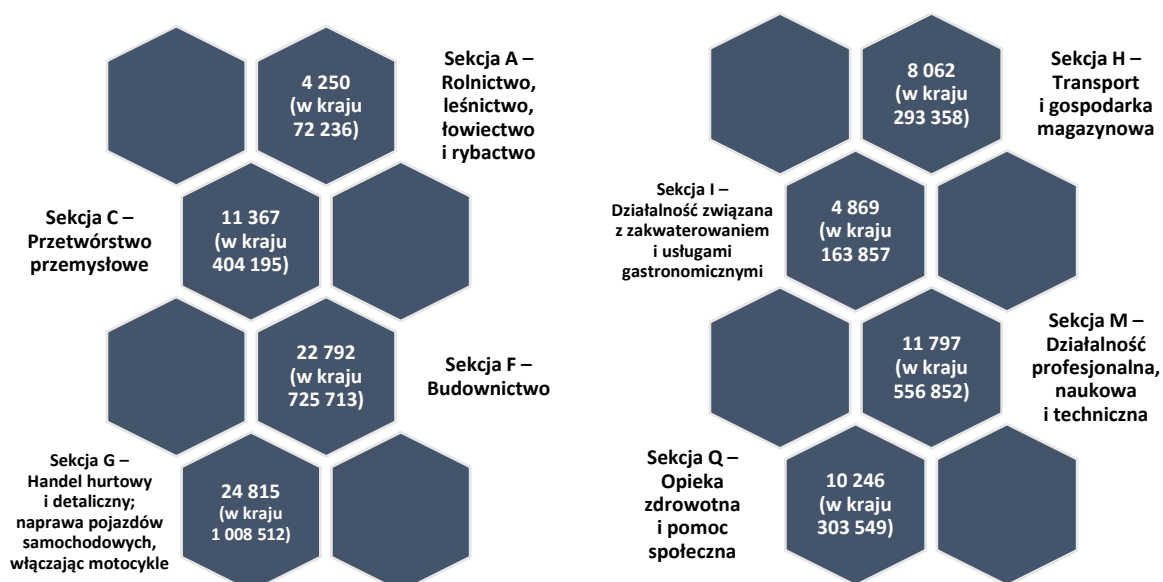 4 250
(w kraju
72 236)
Sekcja A –
Rolnictwo,
leśnictwo,
łowiectwo
i rybactwo
Sekcja C –
Przetwórstwo
przemysłowe
11 367
(w kraju
404 195)
22 792
(w kraju
725 713)
Sekcja F –
Budownictwo
Sekcja G –
Handel hurtowy
i detaliczny;
naprawa pojazdów
samochodowych,
włączając motocykle
24 815
(w kraju
1 008 512)
8 062
(w kraju
293 358)
Sekcja H –
Transport
i gospodarka
magazynowa
Sekcja I –
Działalność związana
z zakwaterowaniem
i usługami
gastronomicznymi
4 869
(w kraju
163 857
11 797
(w kraju
556 852)
Sekcja M –
Działalność
profesjonalna,
naukowa
i techniczna
Sekcja Q –
Opieka
zdrowotna
i pomoc
społeczna
10 246
(w kraju
303 549)